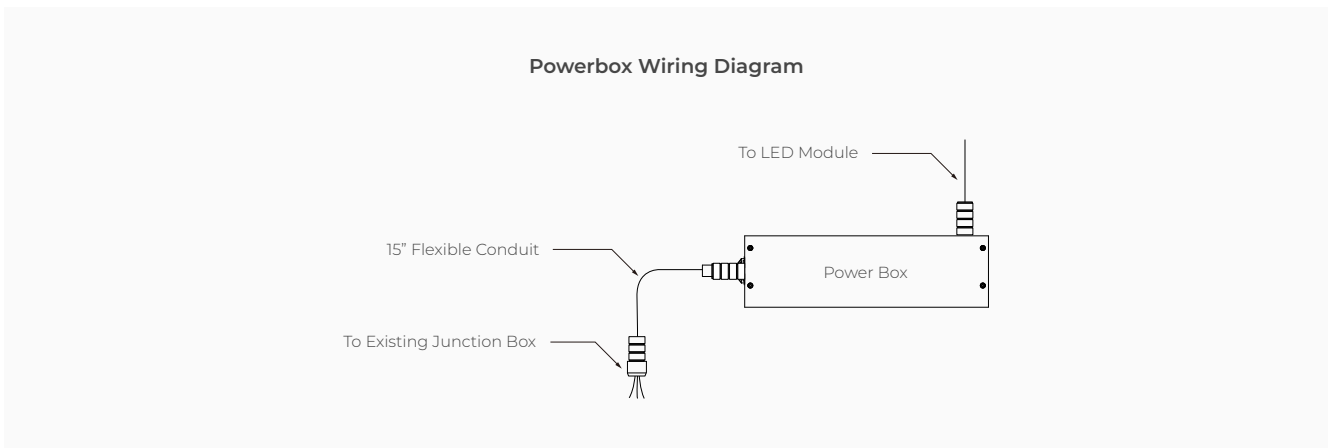 Powerbox Wiring Diagram
To LED Module
15” Flexible Conduit
Power Box
To Existing Junction Box